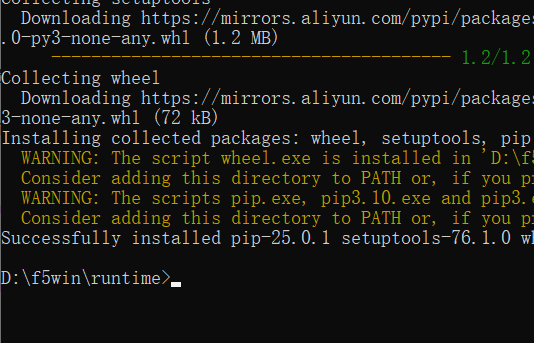 Collecting setuptools
  Downloading https://mirrors.aliyun.com/pypi/packages
.0-py3-none-any.whl (1.2 MB)
     ---------------------------------------- 1.2/1.2
Collecting wheel
  Downloading https://mirrors.aliyun.com/pypi/packages
3-none-any.whl (72 kB)
Installing collected packages: wheel, setuptools, pip
  WARNING: The script wheel.exe is installed in 'D:\f5
  Consider adding this directory to PATH or, if you pr
  WARNING: The scripts pip.exe, pip3.10.exe and pip3.
  Consider adding this directory to PATH or, if you pr
Successfully installed pip-25.0.1 setuptools-76.1.0 wh
D:\f5win\runtime>